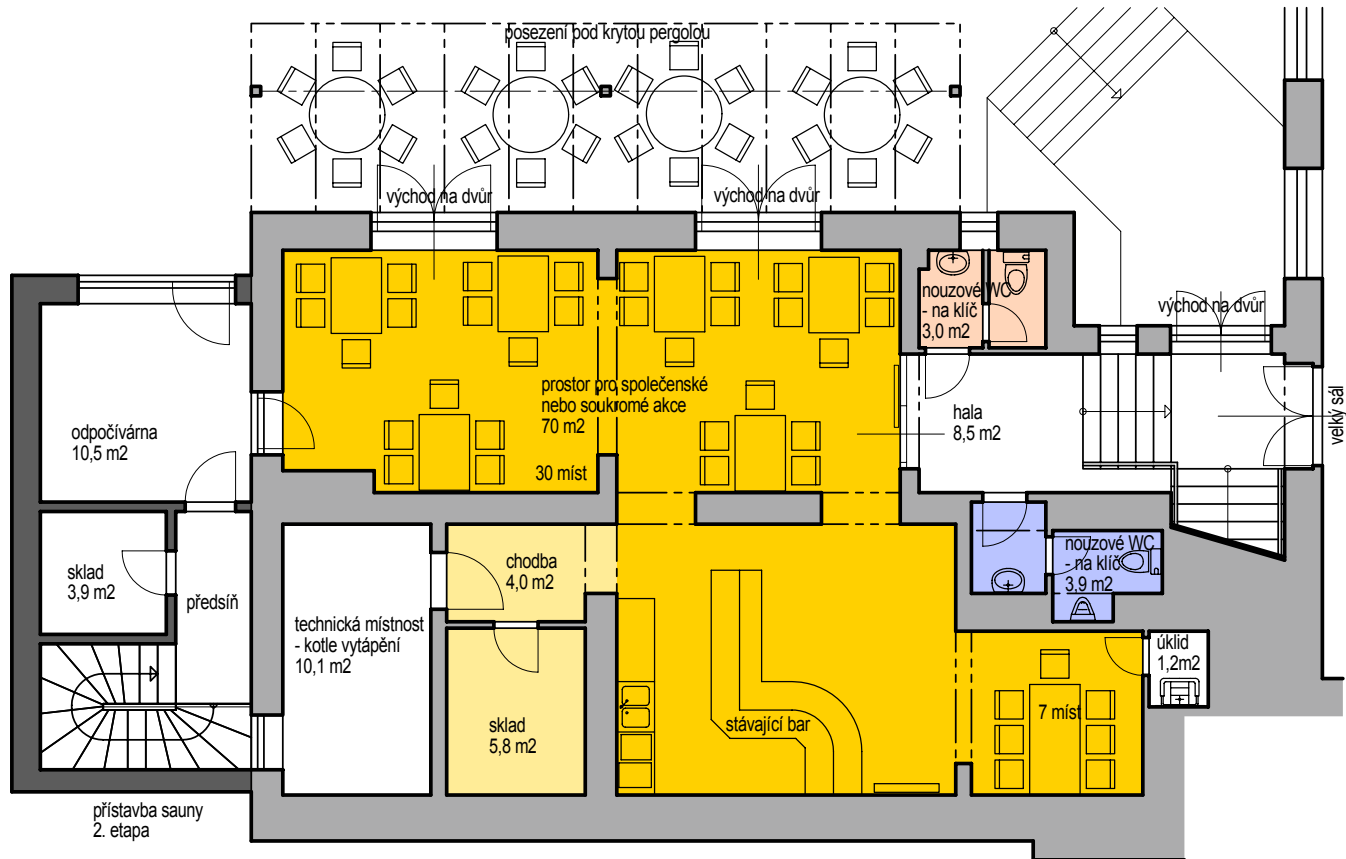 posezení pod krytou pergolou
východ na dvůr
východ na dvůr
východ na dvůr
nouzové WC
- na klíč
3,0 m2
prostor pro společenské
nebo soukromé akce
70 m2
30 míst
hala
8,5 m2
velký sál
odpočívárna
10,5 m2
sklad
3,9 m2
předsíň
technická místnost
- kotle vytápění
10,1 m2
chodba
4,0 m2
sklad
5,8 m2
stávající bar
nouzové WC
- na klíč
3,9 m2
7 míst
úklid
1,2m2
přístavba sauny
2. etapa